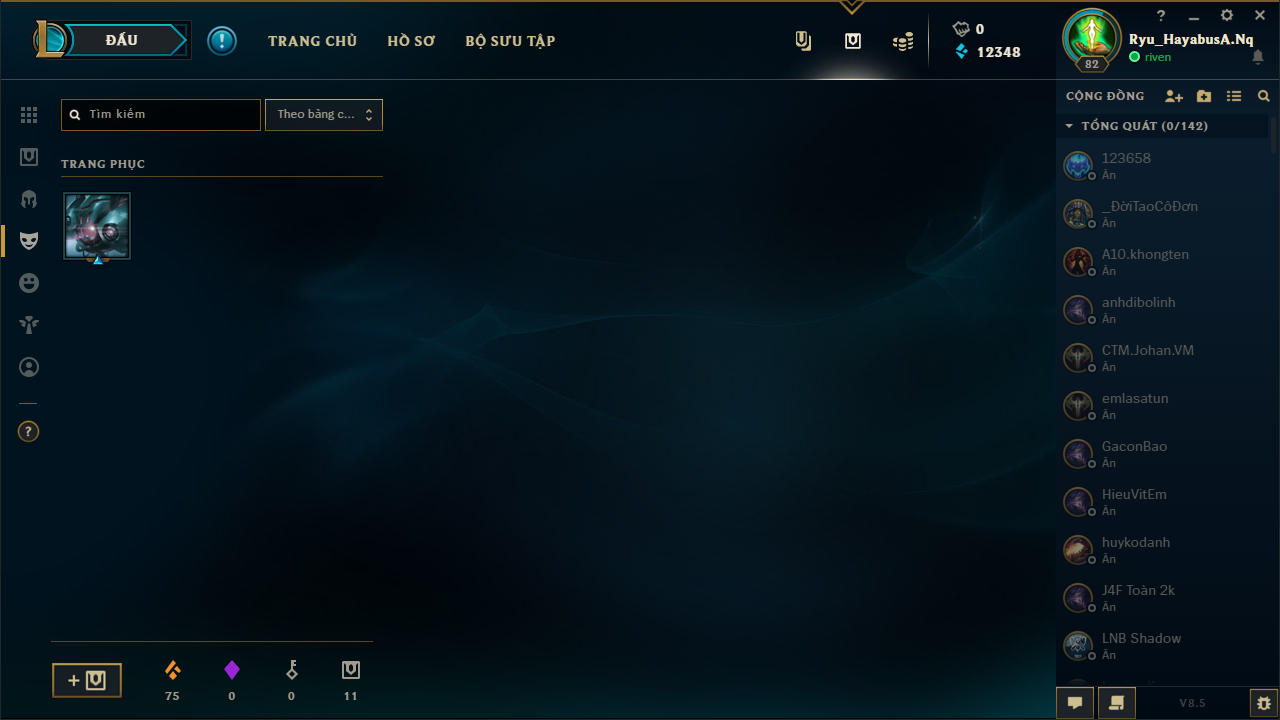 ĐẤU
TRANG CHỦ
HỒ SƠ
BỘ SƯU TẬP
0
12348
82
Ryu_HayabusA.Nq
riven
Tìm kiếm
Theo bảng c...
TRANG PHỤC
75
0
0
11
CỘNG ĐỒNG
TỔNG QUÁT (0/142)
123658
Ẩn
_ĐờiTaoCôĐơn
Ẩn
A10.khongten
Ẩn
anhdibolinh
Ẩn
CTM.Johan.VM
Ẩn
emlasatun
Ẩn
GaconBao
Ẩn
HieuVitEm
Ẩn
huykodanh
Ẩn
J4F Toàn 2k
Ẩn
LNB Shadow
Ẩn
V8.5